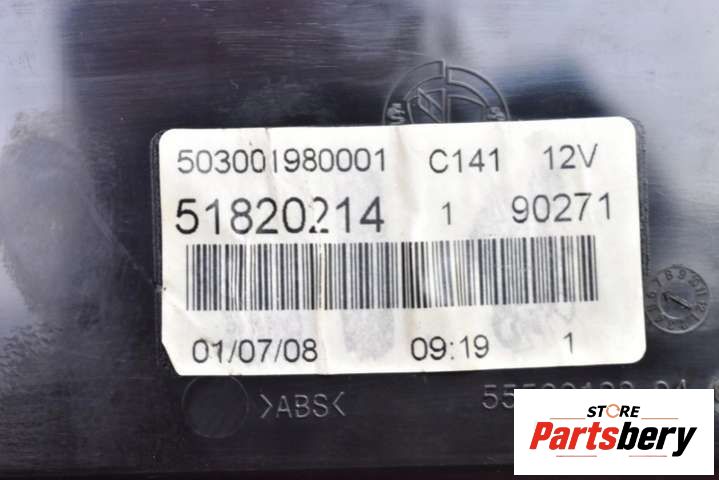 503001980001 C141 12V
51820214 1 90271
01/07/08 09:19 1
>ABS<
STORE
Partsbery